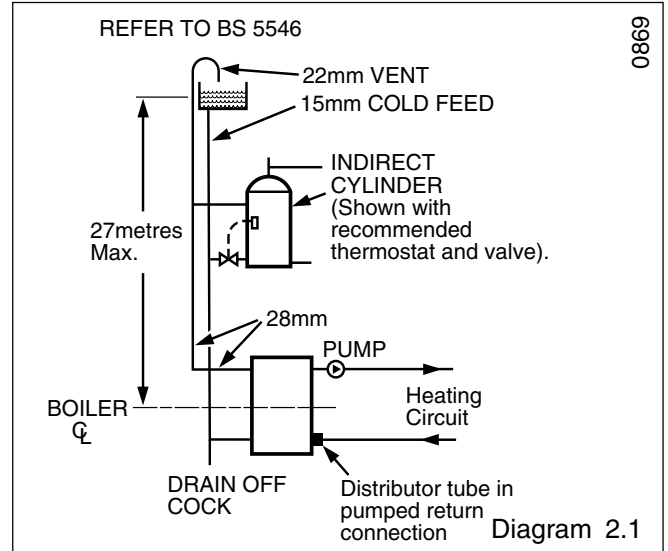 REFER TO BS 5546
0869
22mm VENT
15mm COLD FEED
INDIRECT
CYLINDER
(Shown with
recommended
thermostat and valve).
27metres
Max.
28mm
PUMP
Heating
Circuit
BOILER
℄
DRAIN OFF
COCK
Distributor tube in
pumped return
connection
Diagram 2.1